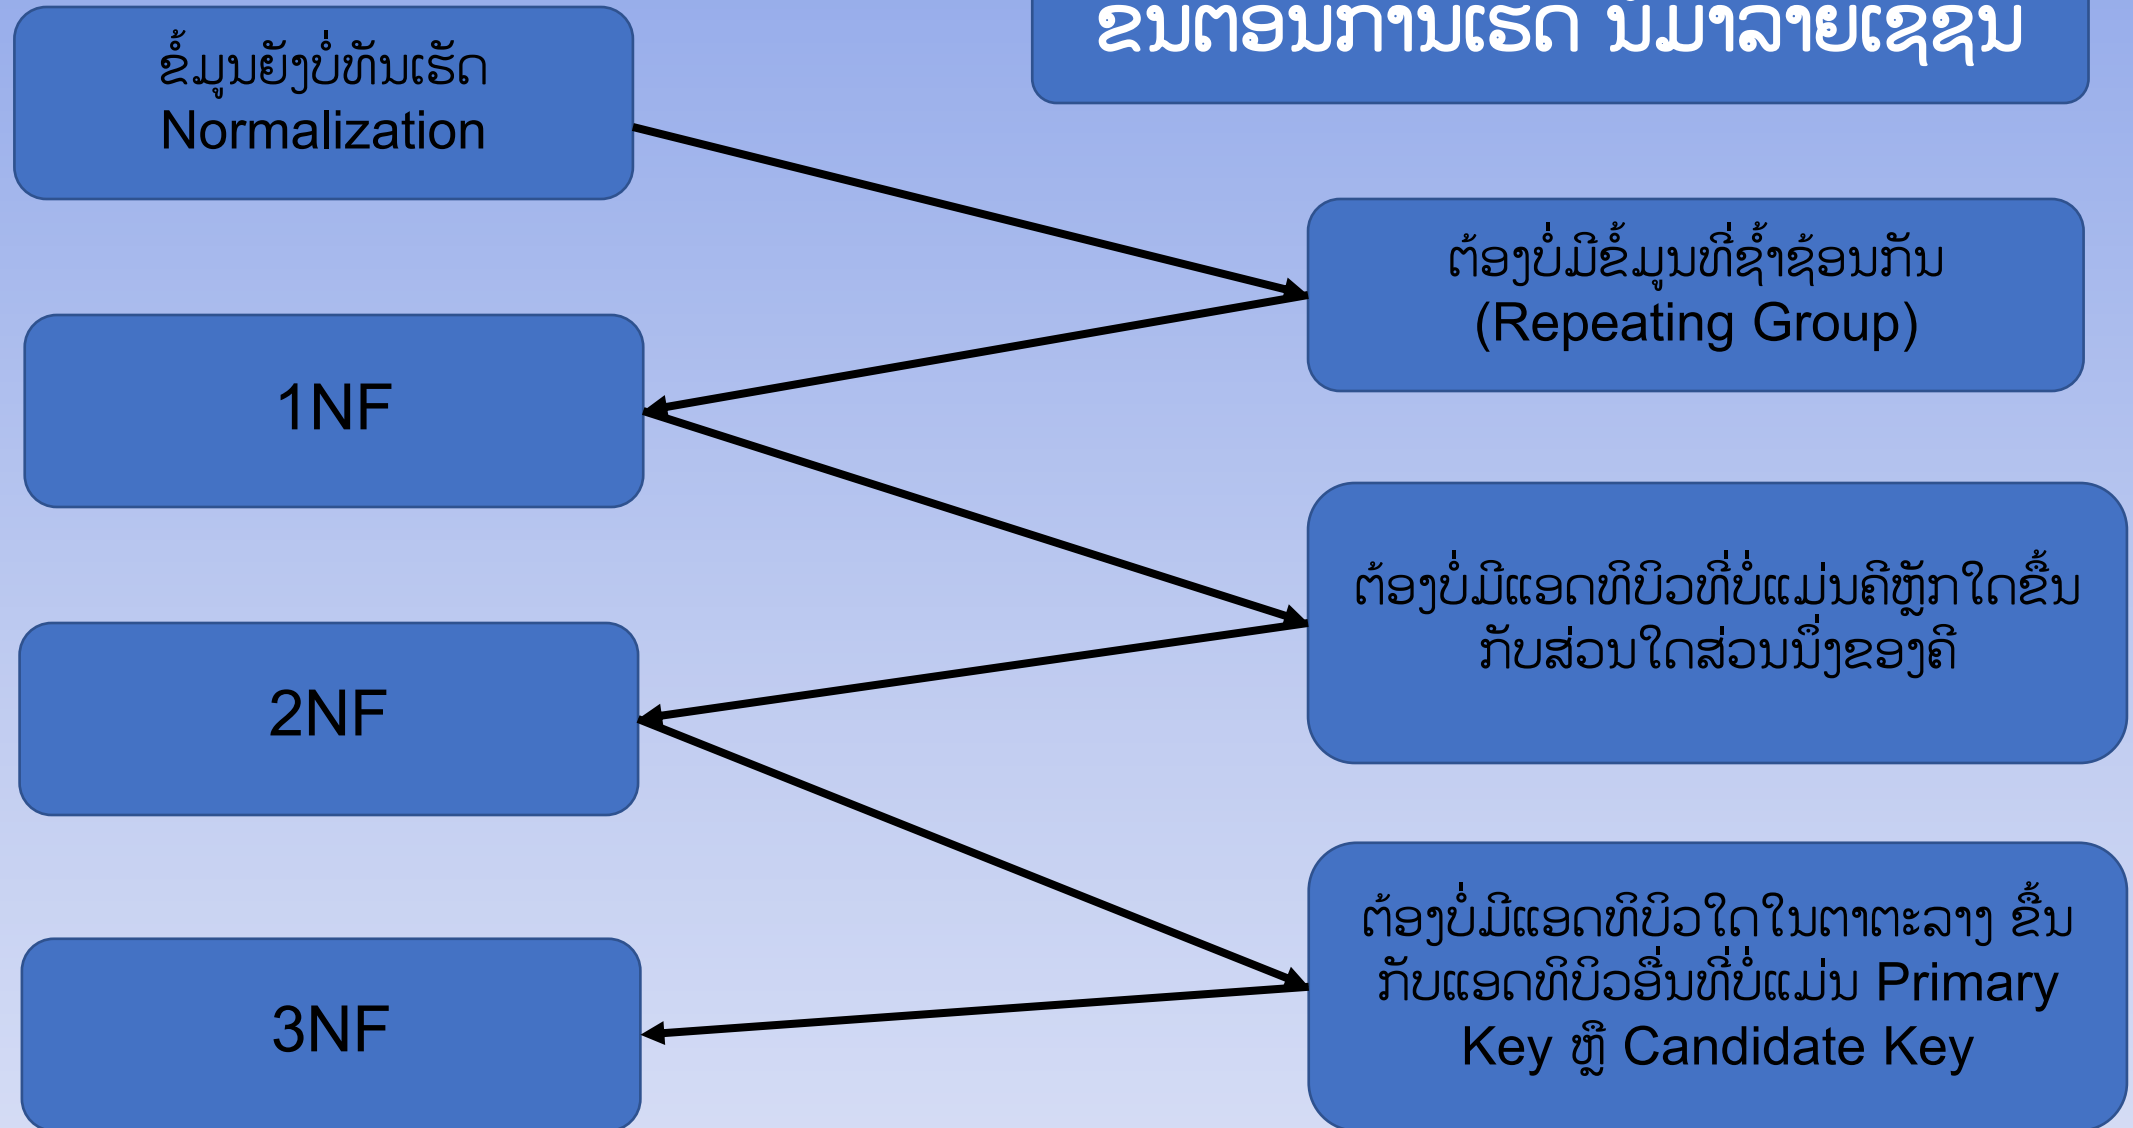 ຂັ້ນຕອນການເຮັດ ນໍມາລາຍເຊຊັນ
ຂໍ້ມູນຍັງບໍ່ທັນເຮັດ
Normalization
ຕ້ອງບໍ່ມີຂໍ້ມູນທີ່ຊໍ້າຊ້ອນກັນ
(Repeating Group)
1NF
ຕ້ອງບໍ່ມີແອດທິບິວທີ່ບໍ່ແມ່ນຄີຫຼັກໃດຂື້ນ
ກັບສ່ວນໃດສ່ວນນຶ່ງຂອງຄີ
2NF
ຕ້ອງບໍ່ມີແອດທິບິວໃດໃນຕາຕະລາງ ຂື້ນ
ກັບແອດທິບິວອື່ນທີ່ບໍ່ແມ່ນ Primary
Key ຫຼື Candidate Key
3NF